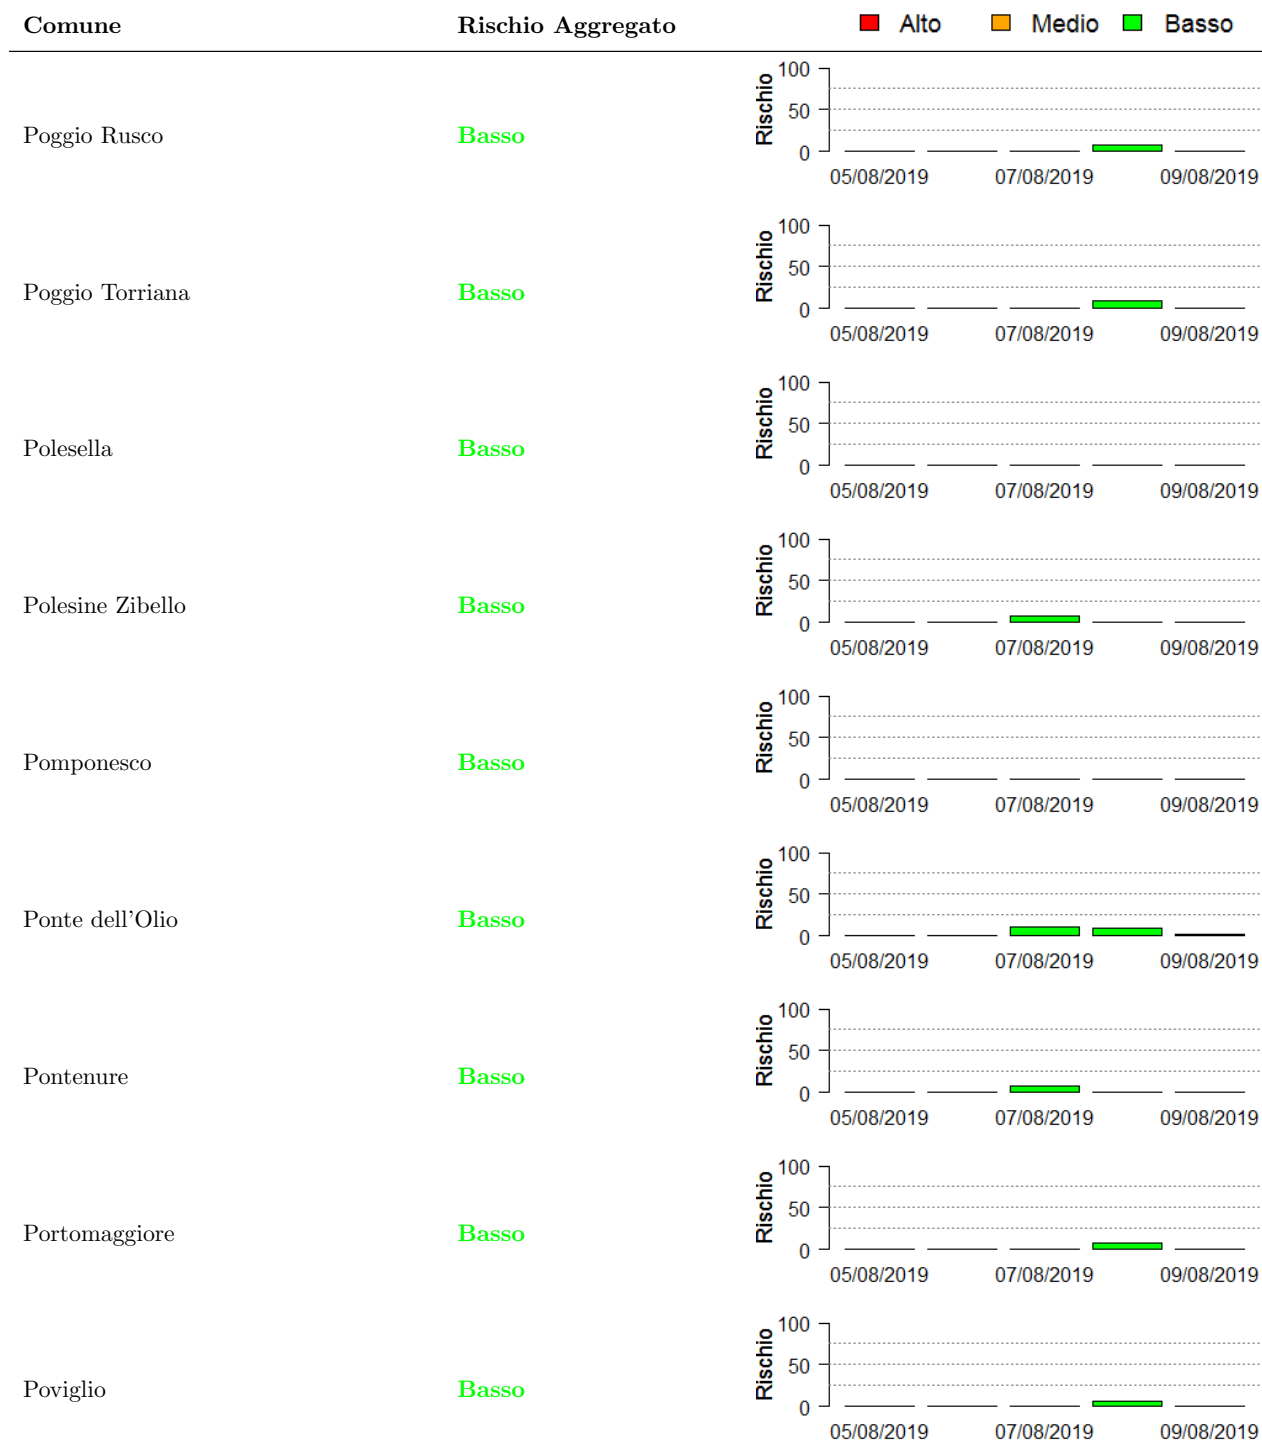 Comune Rischio Aggregato Alto Medio Basso
100
50
0
Rischio
Poggio Rusco Basso
05/08/2019 07/08/2019 09/08/2019
100
50
0
Rischio
Poggio Torriana Basso
05/08/2019 07/08/2019 09/08/2019
100
50
0
Rischio
Polesella Basso
05/08/2019 07/08/2019 09/08/2019
100
50
0
Rischio
Polesine Zibello Basso
05/08/2019 07/08/2019 09/08/2019
100
50
0
Rischio
Pomponesco Basso
05/08/2019 07/08/2019 09/08/2019
100
50
0
Rischio
Ponte dell'Olio Basso
05/08/2019 07/08/2019 09/08/2019
100
50
0
Rischio
Pontenure Basso
05/08/2019 07/08/2019 09/08/2019
100
50
0
Rischio
Portomaggiore Basso
05/08/2019 07/08/2019 09/08/2019
100
50
0
Rischio
Poviglio Basso
05/08/2019 07/08/2019 09/08/2019